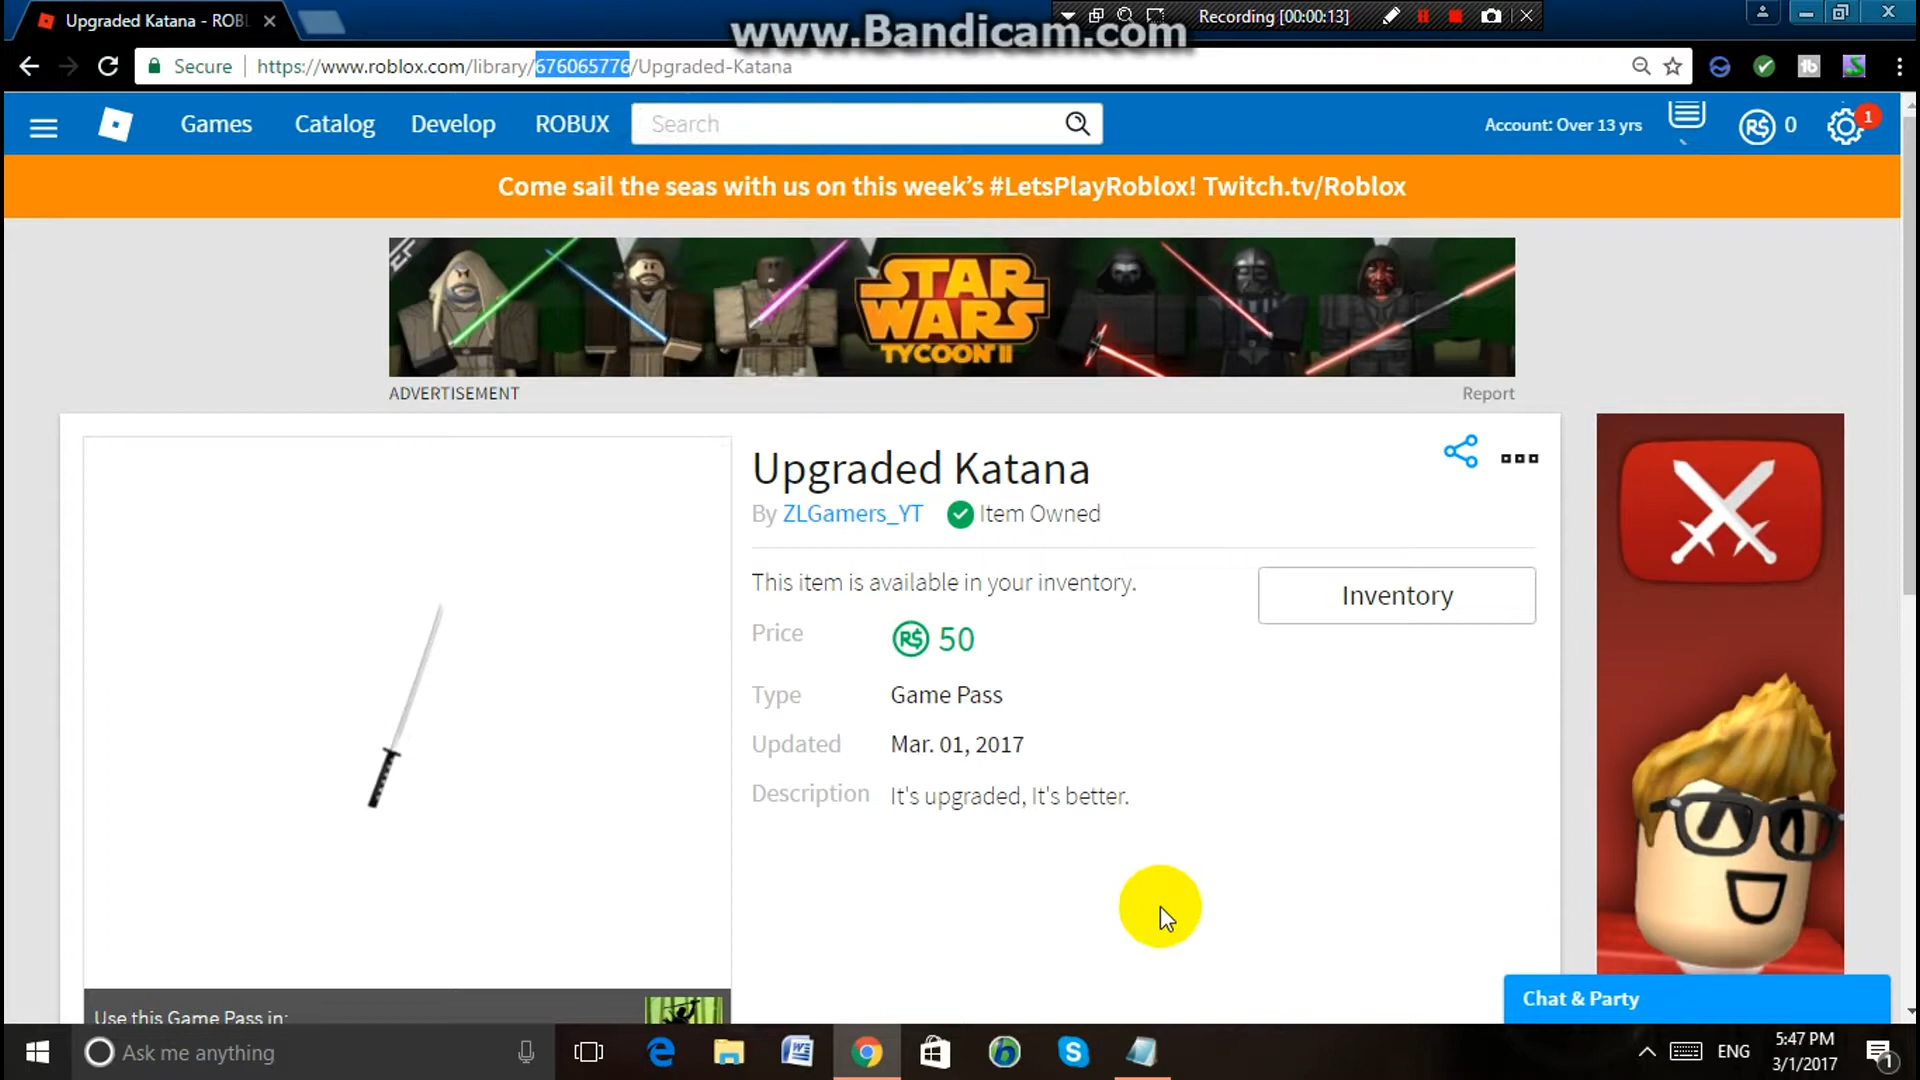 Upgraded Katana - ROBL
www.Bandicam.com
Recording [00:00:13]
Secure
https://www.roblox.com/library/676065776/Upgraded-Katana
Games
Catalog
Develop
ROBUX
Search
Account: Over 13 yrs
R$ 0
1
Come sail the seas with us on this week's #LetsPlayRoblox! Twitch.tv/Roblox
STAR
WARS
TYCOON II
ADVERTISEMENT
Report
Upgraded Katana
By ZLGamers_YT
Item Owned
This item is available in your inventory.
Inventory
Price
R$ 50
Type
Game Pass
Updated
Mar. 01, 2017
Description
It's upgraded, It's better.
Use this Game Pass in:
Chat & Party
Ask me anything
ENG
5:47 PM
3/1/2017
1